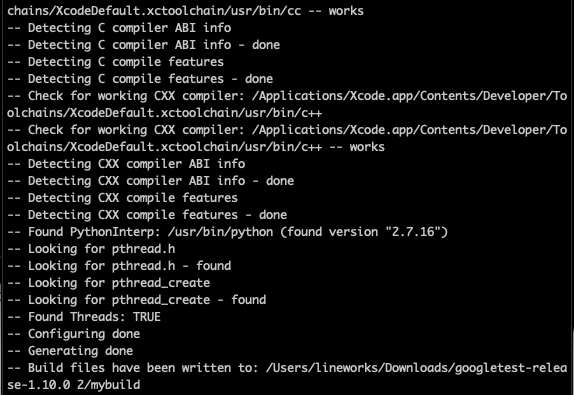 chains/XcodeDefault.xctoolchain/usr/bin/cc -- works
-- Detecting C compiler ABI info
-- Detecting C compiler ABI info - done
-- Detecting C compile features
-- Detecting C compile features - done
-- Check for working CXX compiler: /Applications/Xcode.app/Contents/Developer/To
olchains/XcodeDefault.xctoolchain/usr/bin/c++
-- Check for working CXX compiler: /Applications/Xcode.app/Contents/Developer/To
olchains/XcodeDefault.xctoolchain/usr/bin/c++ -- works
-- Detecting CXX compiler ABI info
-- Detecting CXX compiler ABI info - done
-- Detecting CXX compile features
-- Detecting CXX compile features - done
-- Found PythonInterp: /usr/bin/python (found version "2.7.16")
-- Looking for pthread.h
-- Looking for pthread.h - found
-- Looking for pthread_create
-- Looking for pthread_create - found
-- Found Threads: TRUE
-- Configuring done
-- Generating done
-- Build files have been written to: /Users/lineworks/Downloads/googletest-relea
se-1.10.0 2/mybuild